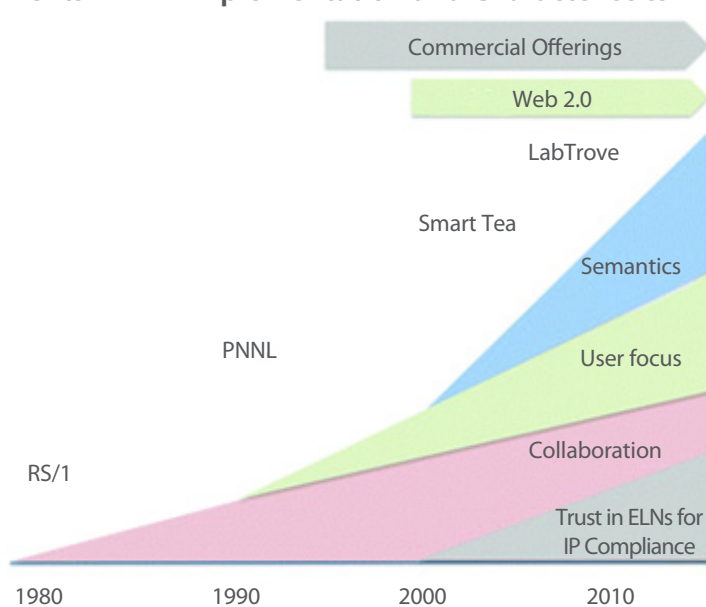 Commercial Offerings
Web 2.0
LabTrove
Smart Tea
Semantics
PNNL
User focus
Collaboration
RS/1
Trust in ELNs for
IP Compliance
1980 1990 2000 2010